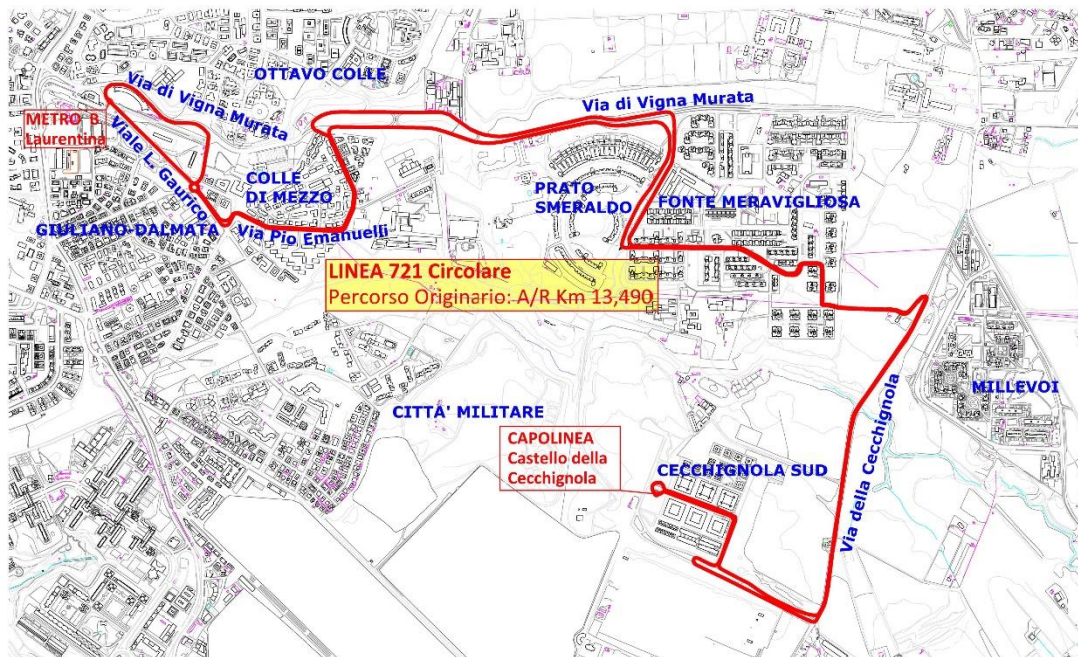 OTTAVO COLLE
Via di Vigna Murata
Via di Vigna Murata
METRO B.
Laurentina
Viale L. Gaurico
COLLE
DI MEZZO
PRATO
SMERALDO
FONTE MERAVIGLIOSA
GIULIANO-DALMATA
Via Pio Emanuelli
LINEA 721 Circolare
Percorso Originario: A/R Km 13,490
MILLEVOI
CITTA' MILITARE
Via della Cecchignola
CAPOLINEA
Castello della
Cecchignola
CECCHIGNOLA SUD